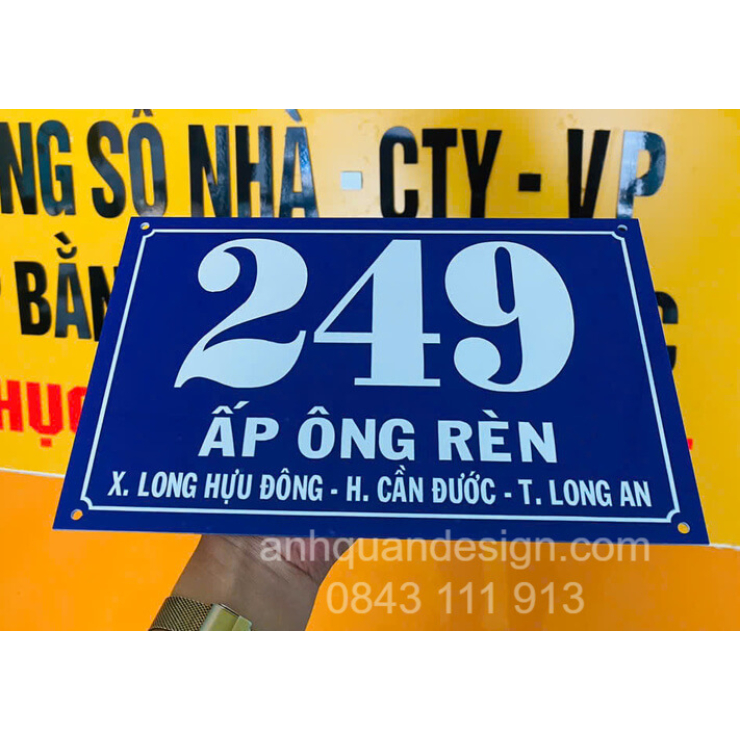 NG SỐ NHÀ - CTY - VP
BẰN
249
ẤP ÔNG RÈN
X. LONG HỰU ĐÔNG - H. CẦN ĐƯỚC - T. LONG AN
anhquandesign.com
0843 111 913